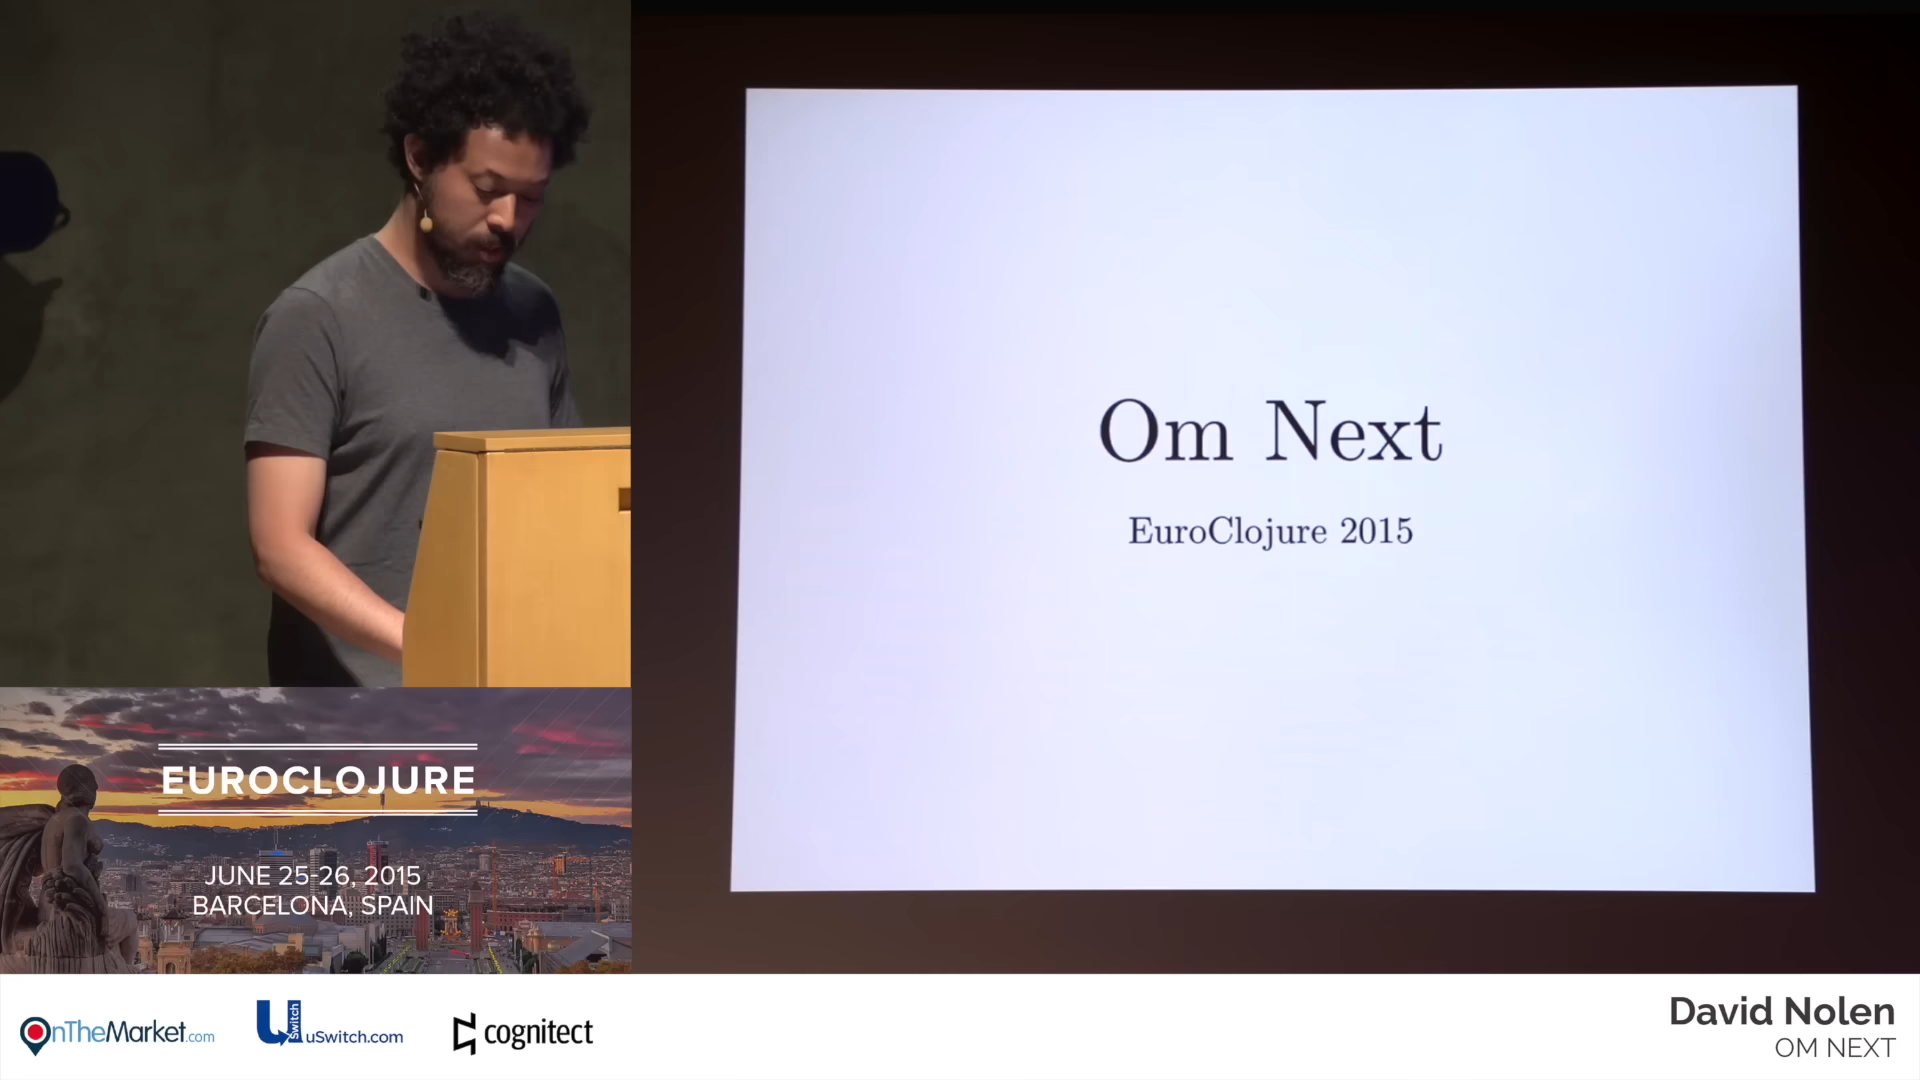 Om Next
EuroClojure 2015
EUROCLOJURE
JUNE 25-26, 2015
BARCELONA, SPAIN
OnTheMarket.com
uSwitch
uSwitch.com
cognitect
David Nolen
OM NEXT